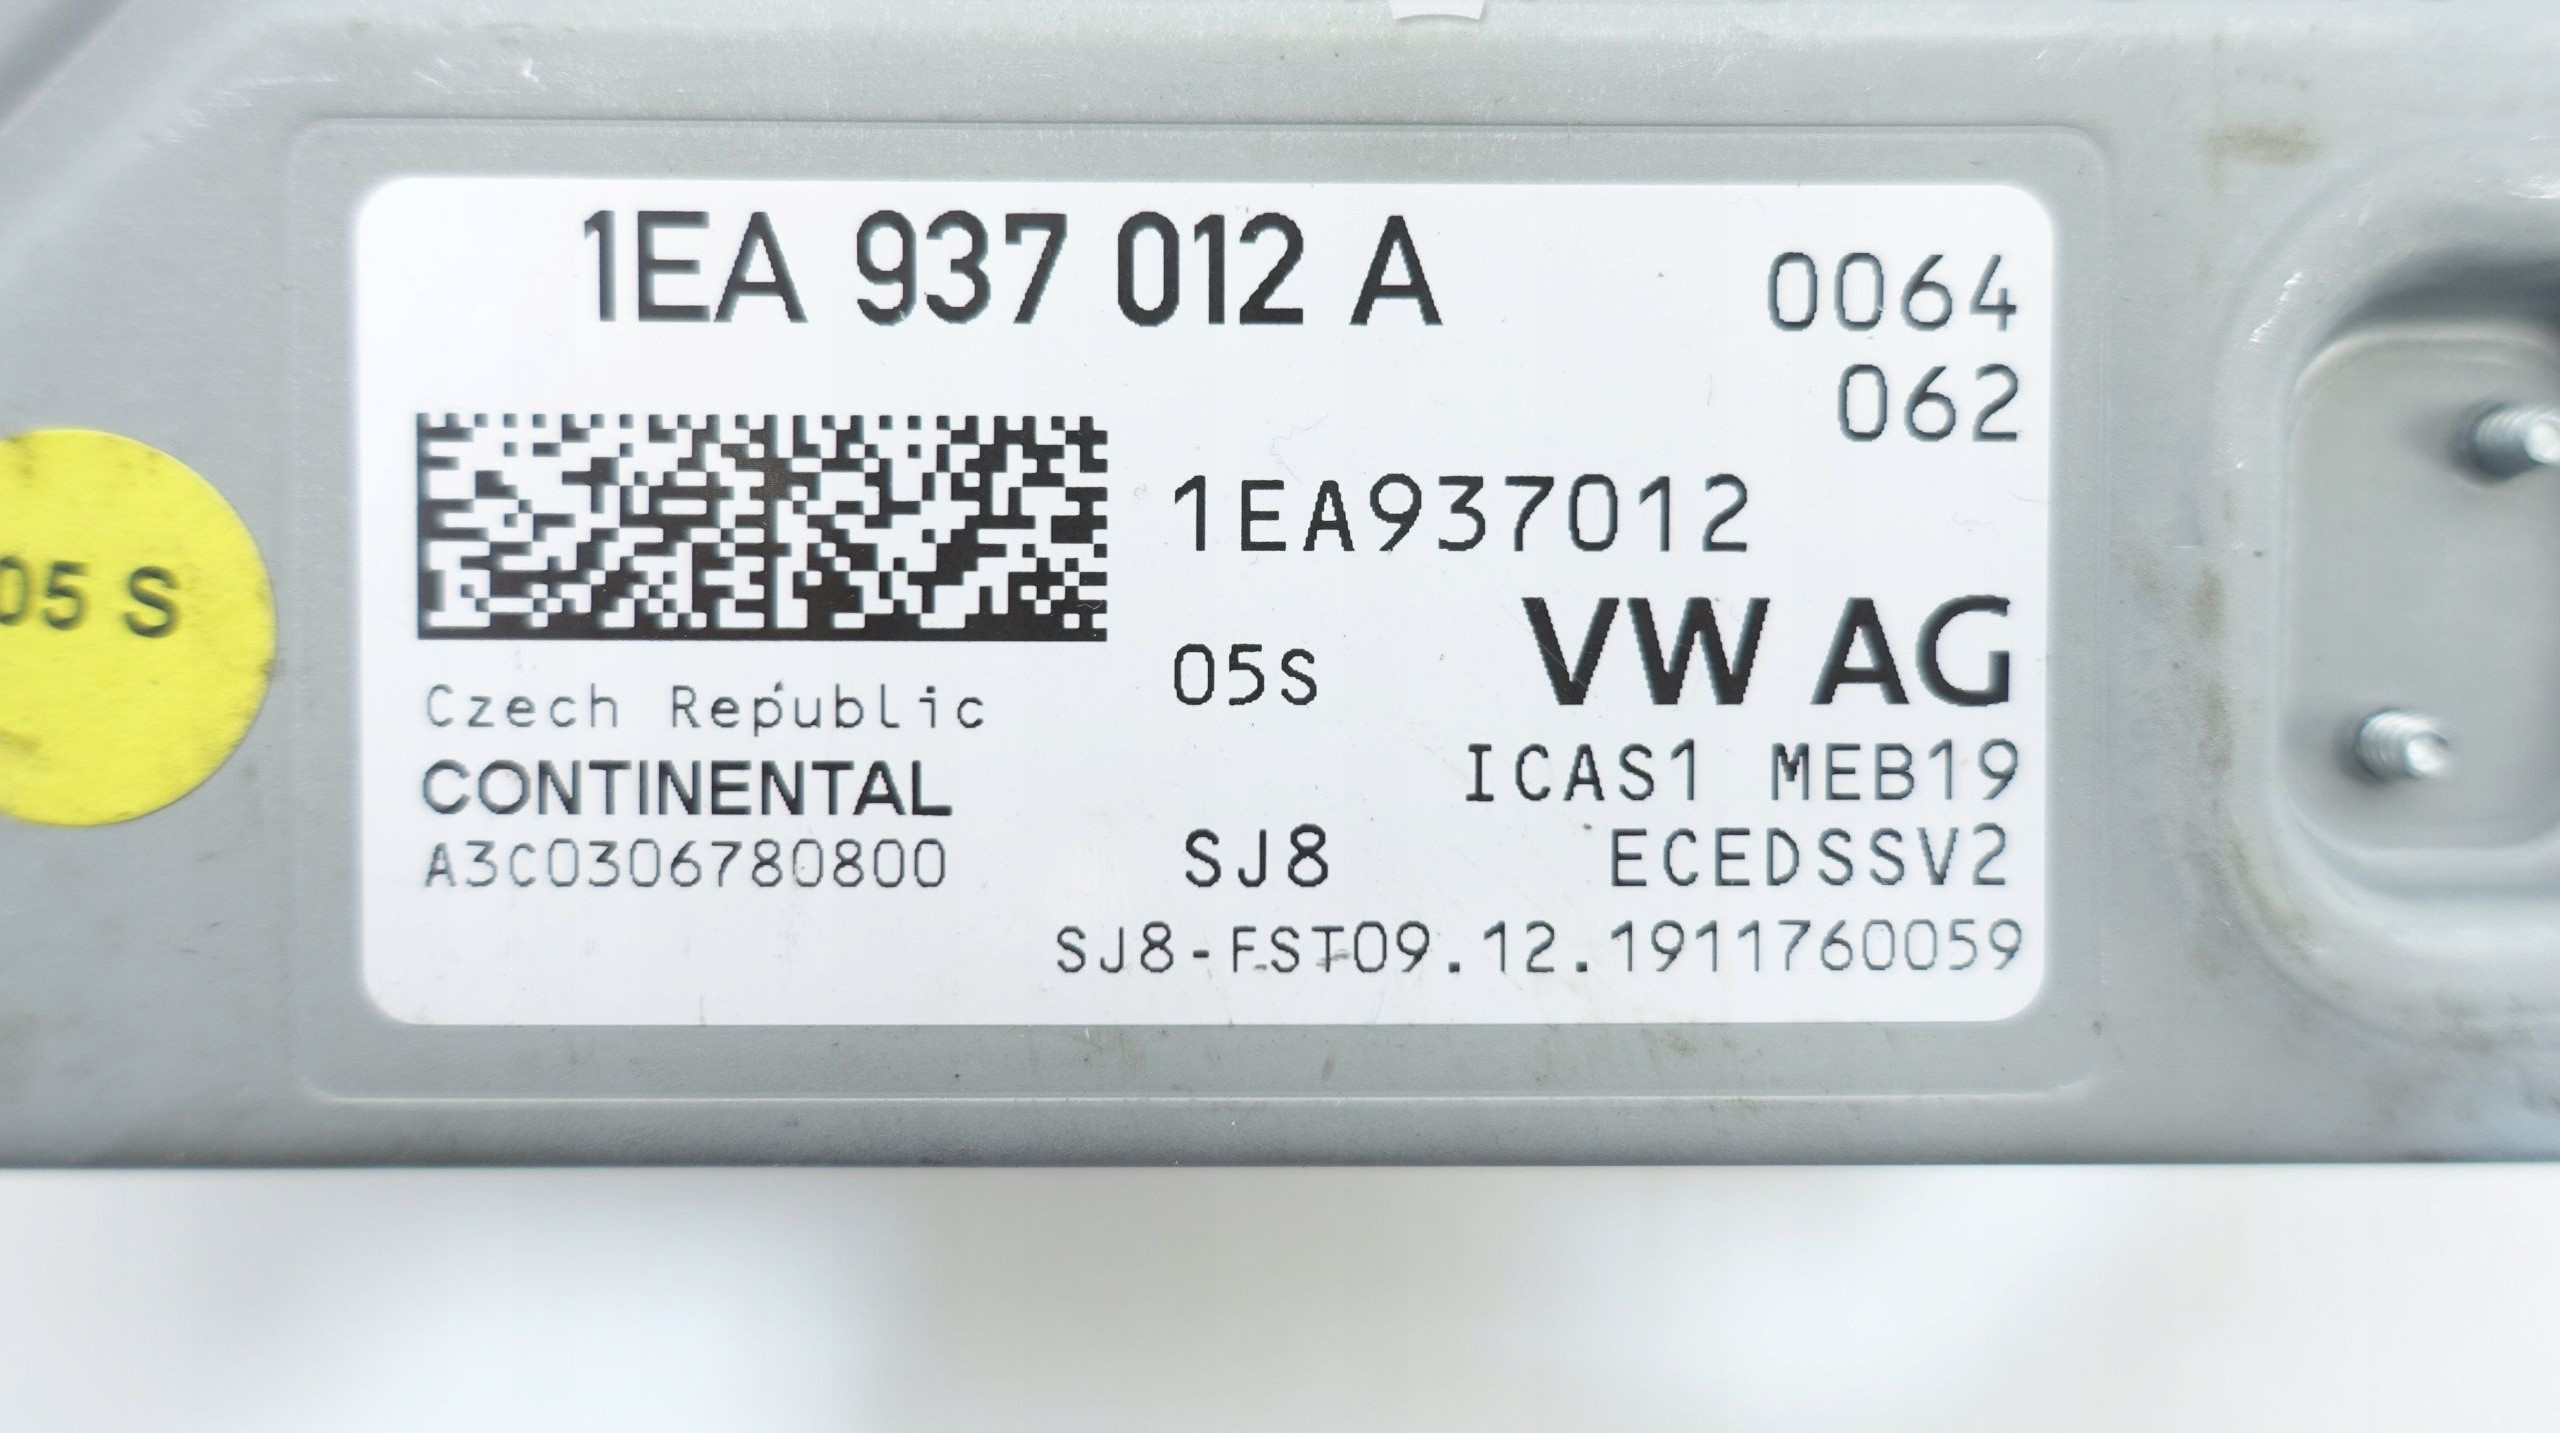 1EA 937 012 A
0064
062
1EA937012
05 S
05S
VW AG
Czech Republic
CONTINENTAL
ICAS1 MEB19
A3C0306780800
SJ8
ECEDSSV2
SJ8-FST09.12.1911760059